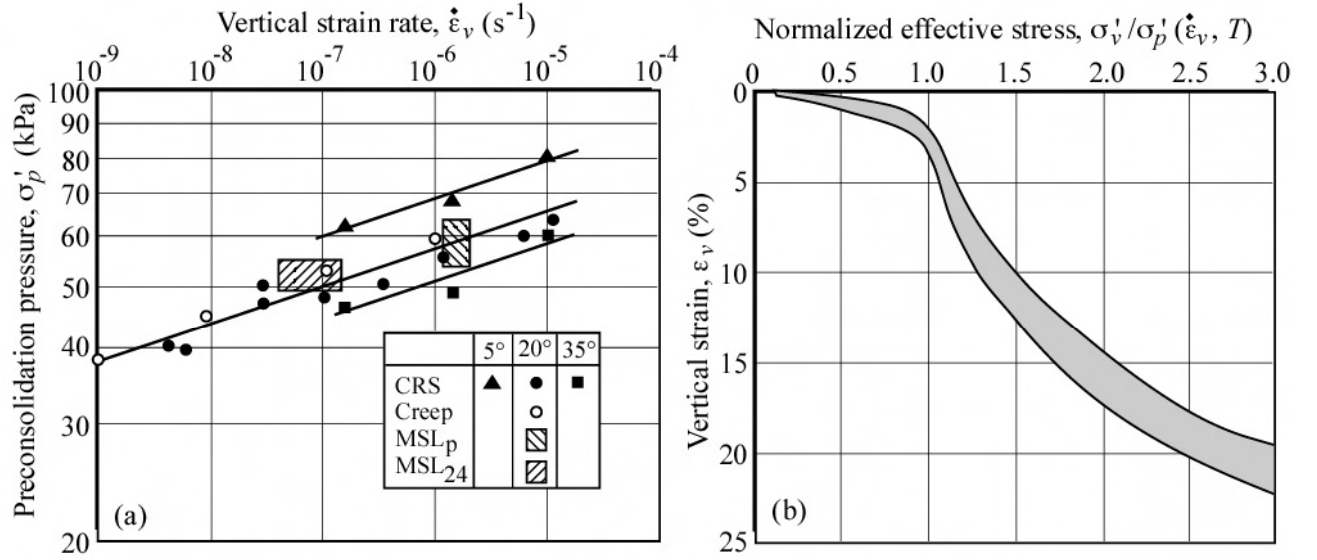 Vertical strain rate, ε̇v (s⁻¹)
10⁻⁹ 10⁻⁸ 10⁻⁷ 10⁻⁶ 10⁻⁵ 10⁻⁴
Preconsolidation pressure, σp' (kPa)
100
90
80
70
60
50
40
30
20
5° 20° 35°
CRS
Creep
MSLp
MSL24
(a)
Normalized effective stress, σv'/σp' (ε̇v, T)
0 0.5 1.0 1.5 2.0 2.5 3.0
Vertical strain, εv (%)
0
5
10
15
20
25
(b)